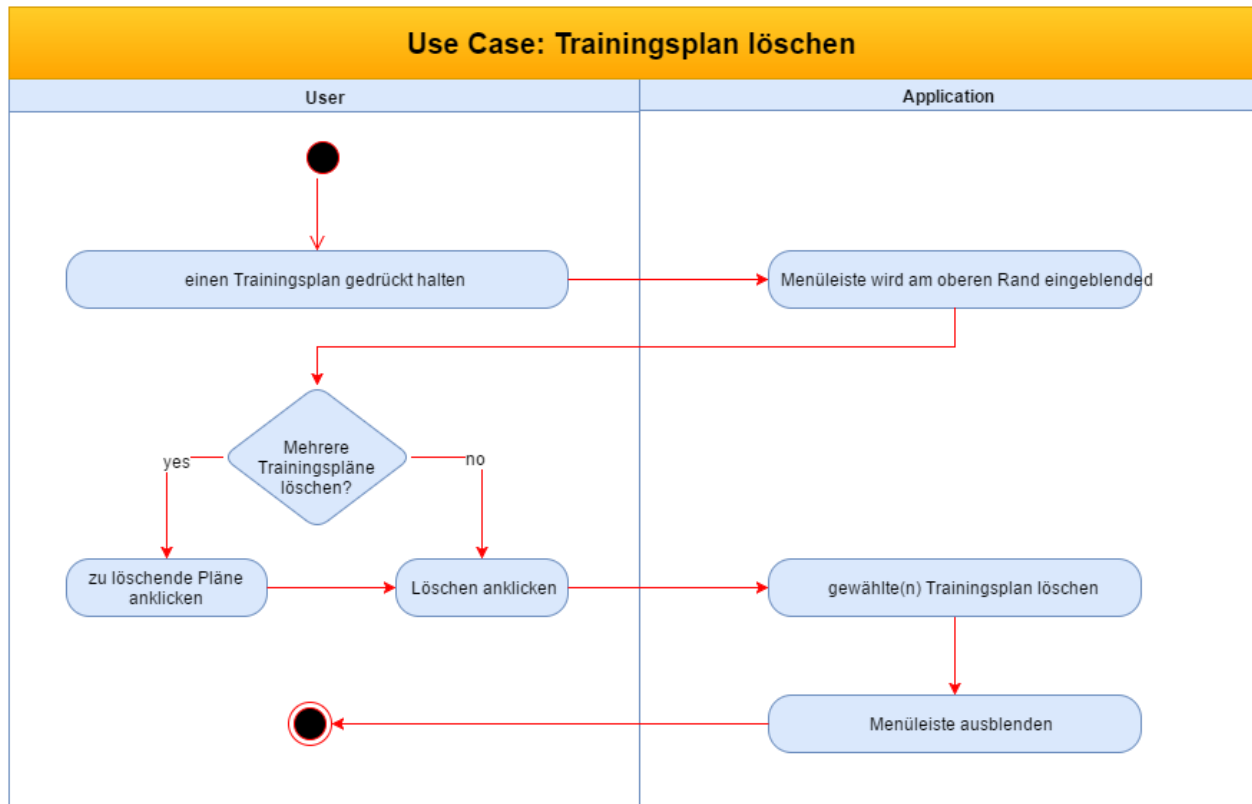 Use Case: Trainingsplan löschen
User
Application
einen Trainingsplan gedrückt halten
Menüleiste wird am oberen Rand eingeblended
Mehrere
Trainingspläne
löschen?
yes
no
zu löschende Pläne
anklicken
Löschen anklicken
gewählte(n) Trainingsplan löschen
Menüleiste ausblenden